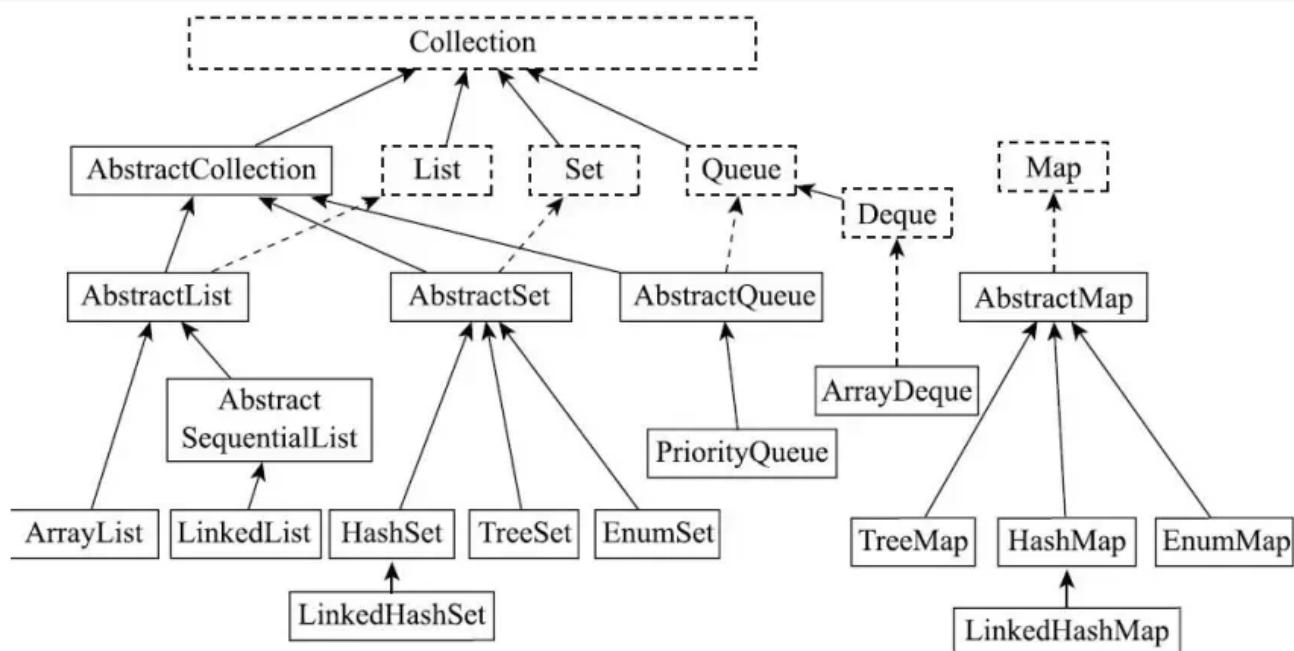 Collection
AbstractCollection
List
Set
Queue
Map
Deque
AbstractList
AbstractSet
AbstractQueue
AbstractMap
ArrayDeque
Abstract
SequentialList
PriorityQueue
ArrayList
LinkedList
HashSet
TreeSet
EnumSet
TreeMap
HashMap
EnumMap
LinkedHashSet
LinkedHashMap